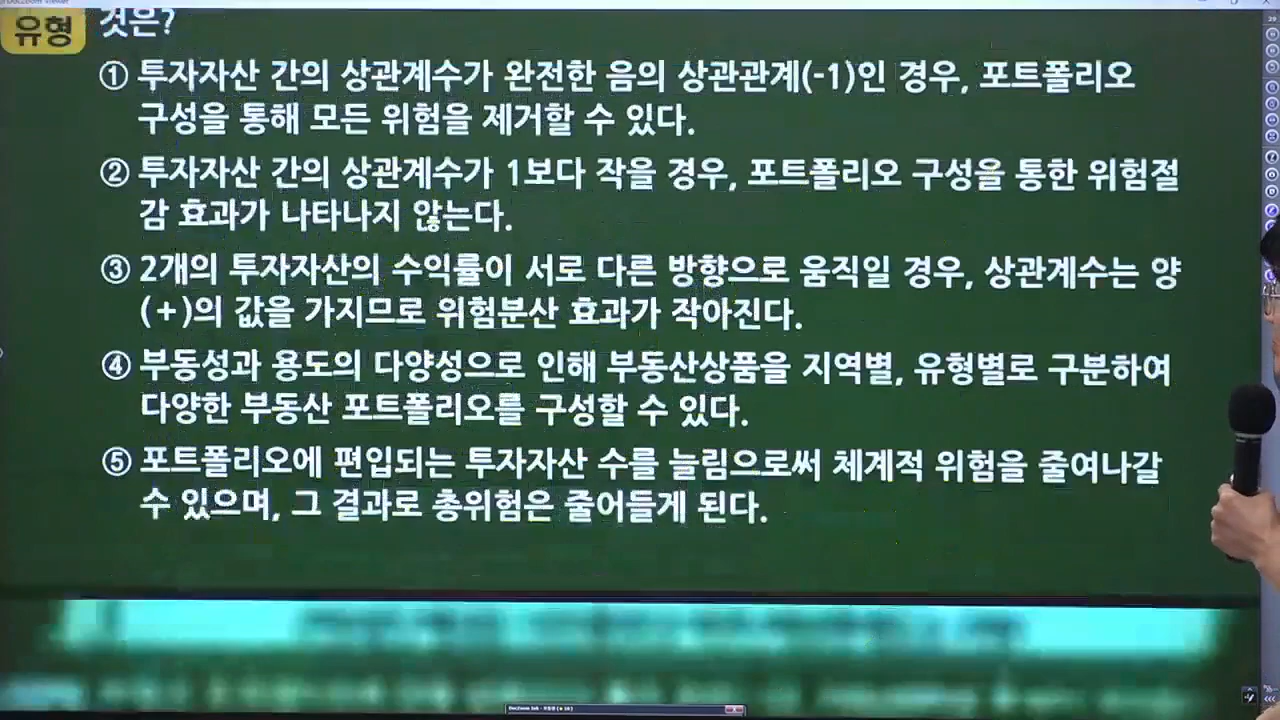 유형
것은?
① 투자자산 간의 상관계수가 완전한 음의 상관관계(-1)인 경우, 포트폴리오
구성을 통해 모든 위험을 제거할 수 있다.
② 투자자산 간의 상관계수가 1보다 작을 경우, 포트폴리오 구성을 통한 위험절
감 효과가 나타나지 않는다.
③ 2개의 투자자산의 수익률이 서로 다른 방향으로 움직일 경우, 상관계수는 양
(+)의 값을 가지므로 위험분산 효과가 작아진다.
④ 부동성과 용도의 다양성으로 인해 부동산상품을 지역별, 유형별로 구분하여
다양한 부동산 포트폴리오를 구성할 수 있다.
⑤ 포트폴리오에 편입되는 투자자산 수를 늘림으로써 체계적 위험을 줄여나갈
수 있으며, 그 결과로 총위험은 줄어들게 된다.